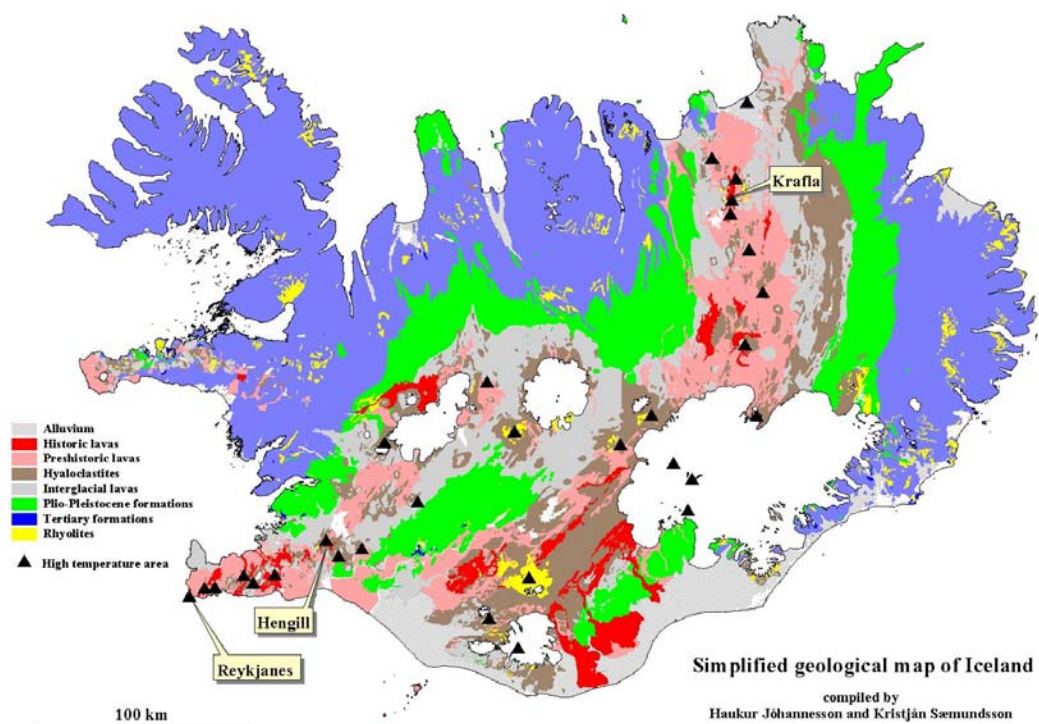 Krafla
Alluvium
Historic lavas
Preshistoric lavas
Hyaloclastites
Interglacial lavas
Plio-Pleistocene formations
Tertiary formations
Rhyolites
High temperature area
Hengill
Reykjanes
Simplified geological map of Iceland
compiled by
Haukur Jôhannesson and Kristján Sæmundsson
100 km